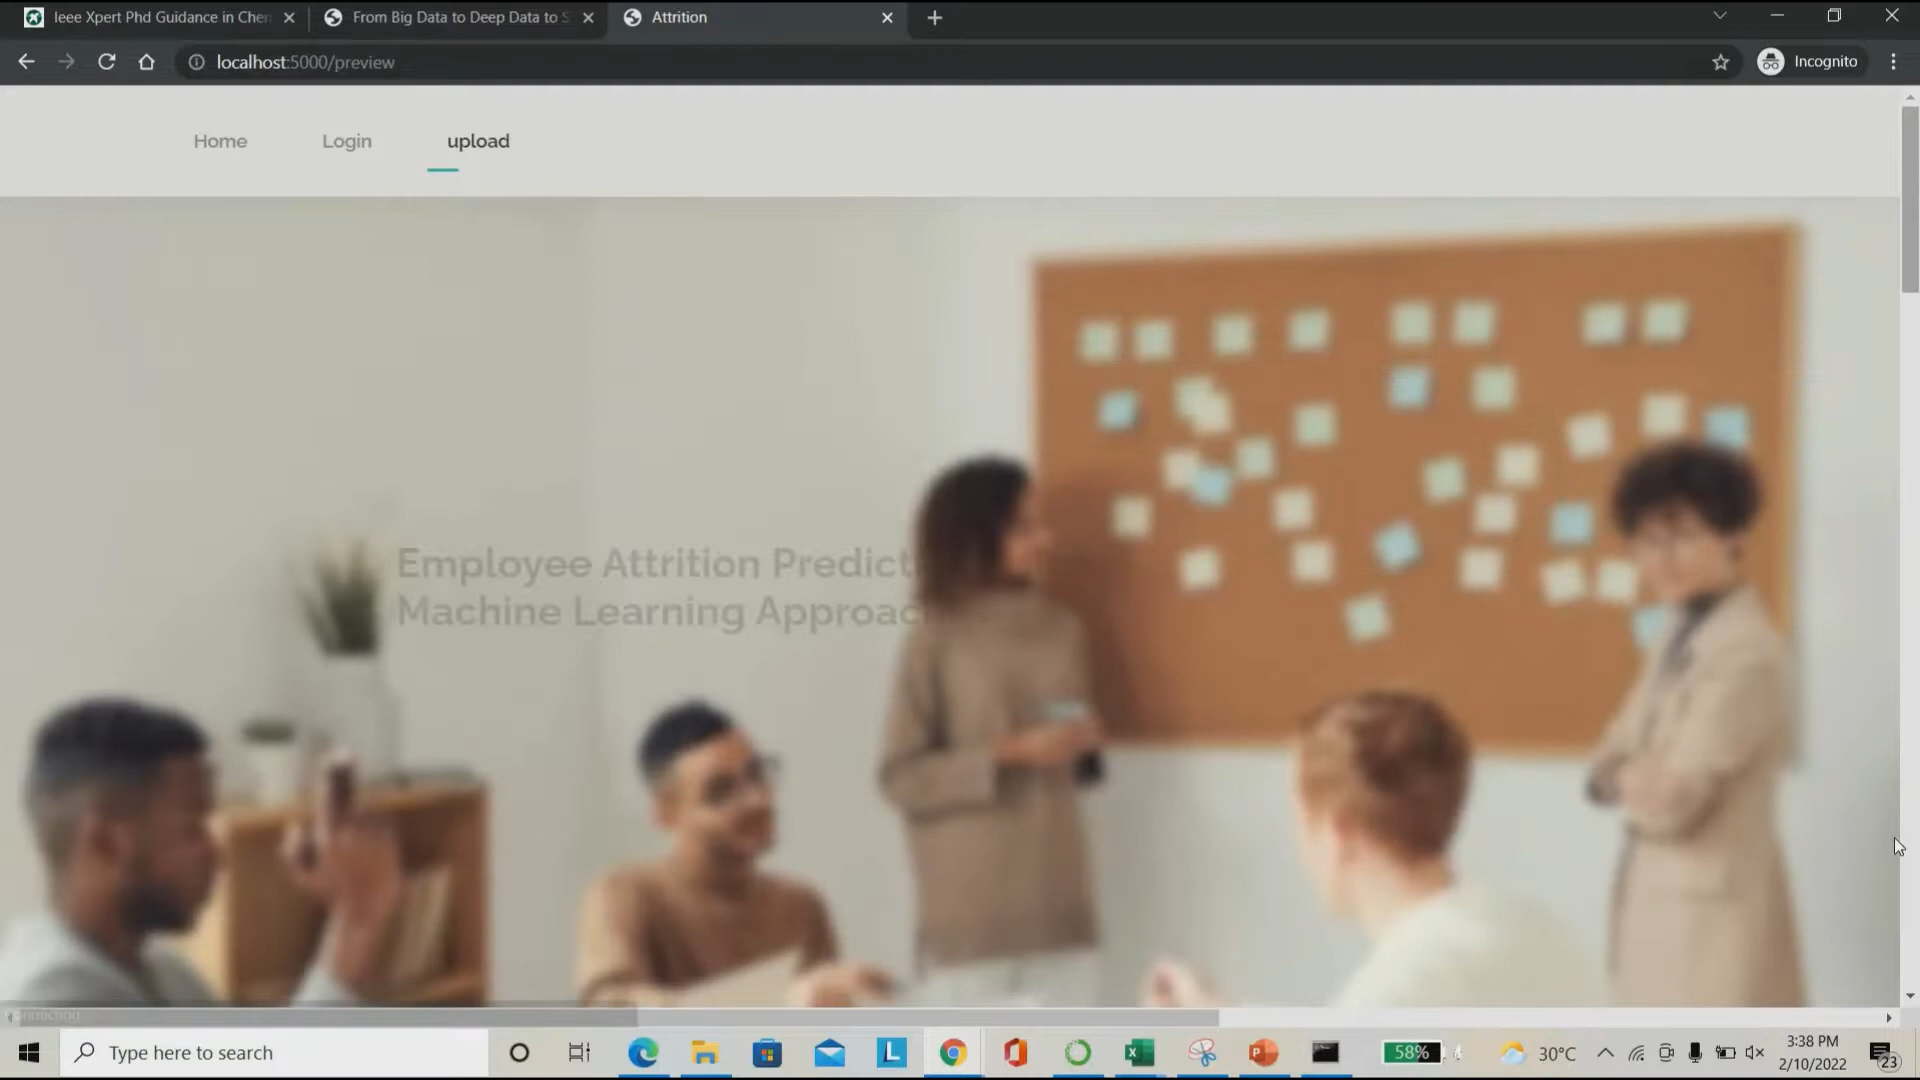 Ieee Xpert Phd Guidance in Chen
From Big Data to Deep Data to S
Attrition
localhost:5000/preview
Incognito
Home
Login
upload
Employee Attrition Predict
Machine Learning Approac
Type here to search
58%
30°C
3:38 PM
2/10/2022
23